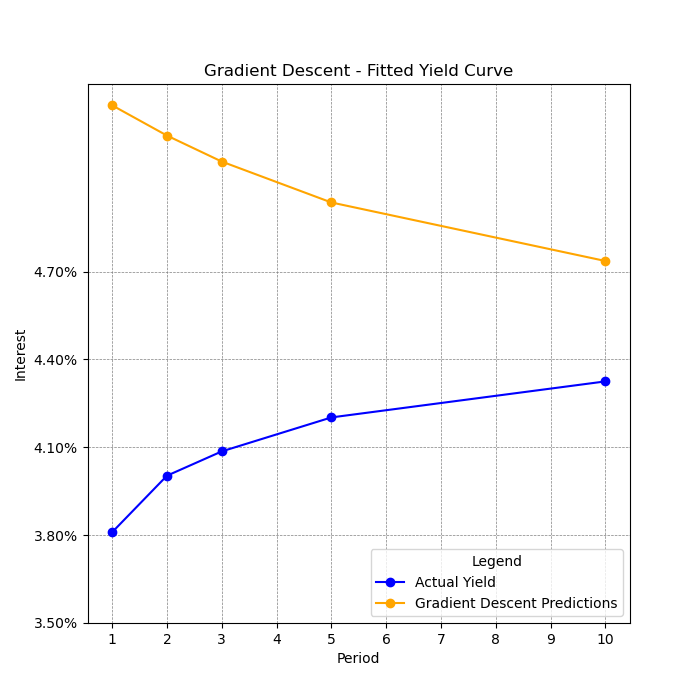 Gradient Descent - Fitted Yield Curve
4.70%
4.40%
4.10%
3.80%
3.50%
Interest
1 2 3 4 5 6 7 8 9 10
Period
Legend
Actual Yield
Gradient Descent Predictions